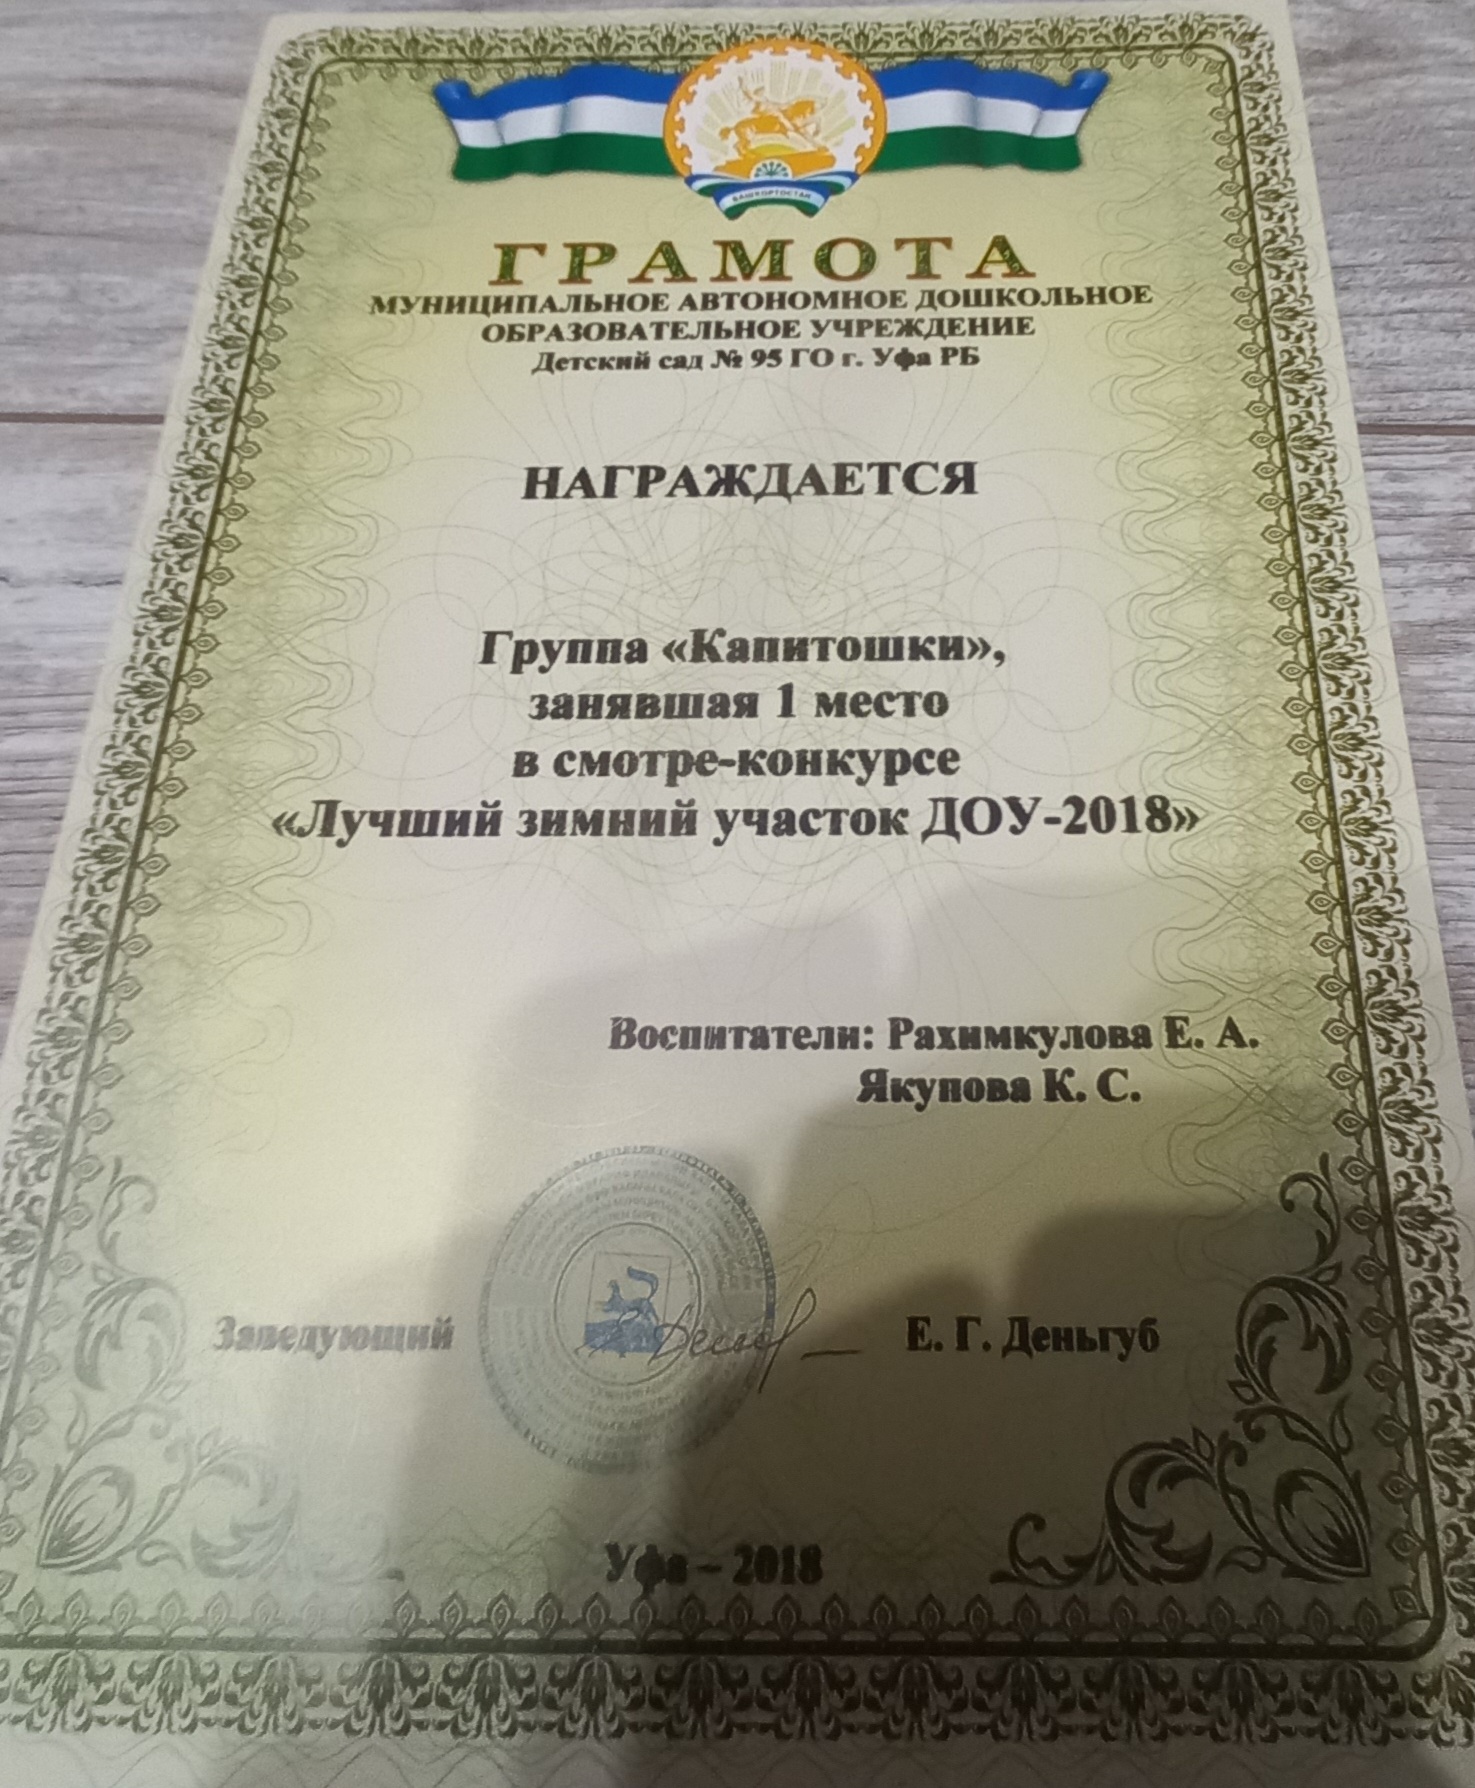 БАШКОРТОСТАН
ГРАМОТА
МУНИЦИПАЛЬНОЕ АВТОНОМНОЕ ДОШКОЛЬНОЕ
ОБРАЗОВАТЕЛЬНОЕ УЧРЕЖДЕНИЕ
Детский сад № 95 ГО г. Уфа РБ
НАГРАЖДАЕТСЯ
Группа «Капитошки»,
занявшая 1 место
в смотре-конкурсе
«Лучший зимний участок ДОУ-2018»
Воспитатели: Рахимкулова Е. А.
Якупова К. С.
Заведующий Е. Г. Деньгуб
Уфа – 2018